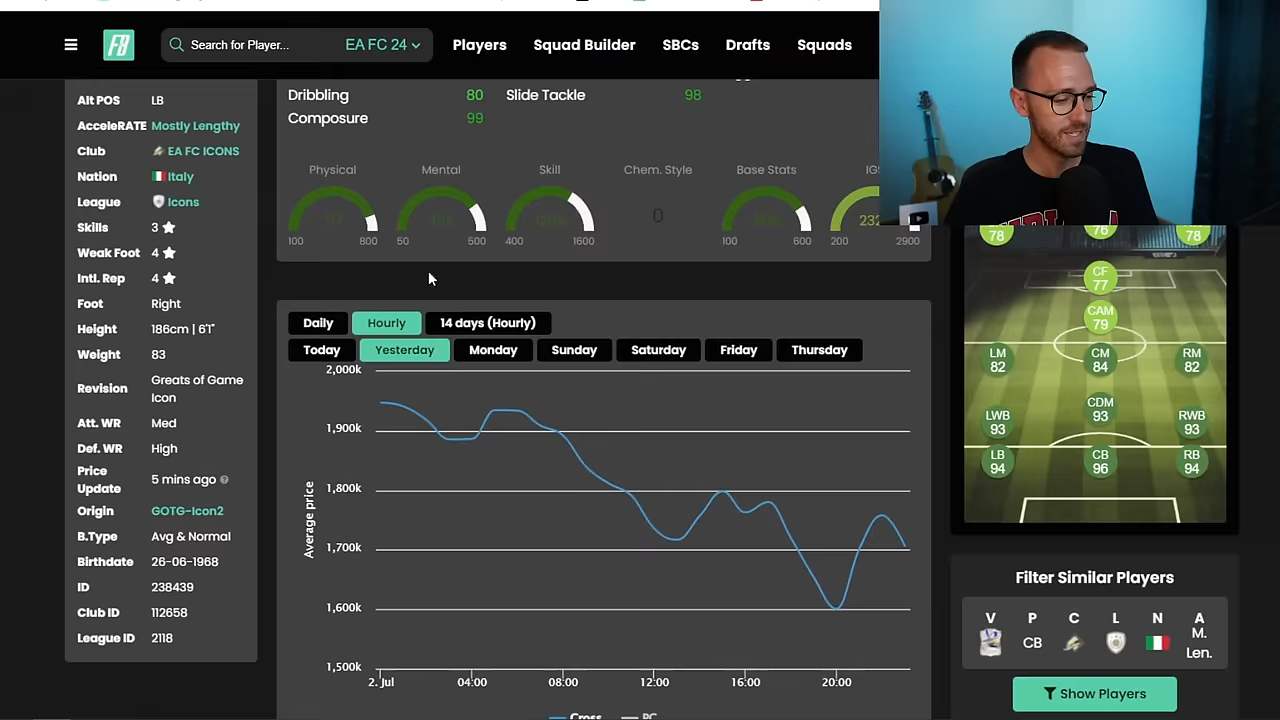 FB
Search for Player...
EA FC 24
Players
Squad Builder
SBCs
Drafts
Squads
Alt POS LB
AcceleRATE Mostly Lengthy
Club EA FC ICONS
Nation Italy
League Icons
Skills 3
Weak Foot 4
Intl. Rep 4
Foot Right
Height 186cm | 6'1"
Weight 83
Revision Greats of Game Icon
Att. WR Med
Def. WR High
Price Update 5 mins ago
Origin GOTG-Icon2
B.Type Avg & Normal
Birthdate 26-06-1968
ID 238439
Club ID 112658
League ID 2118
Dribbling 80 Slide Tackle 98
Composure 99
Physical Mental Skill Chem. Style Base Stats
100 800 50 500 400 1600 0 100 600 200 2900
Daily Hourly 14 days (Hourly)
Today Yesterday Monday Sunday Saturday Friday Thursday
Average price
2,000k
1,900k
1,800k
1,700k
1,600k
1,500k
2. Jul 04:00 08:00 12:00 16:00 20:00
Cross PC
78 76 78
CF
77
CAM
79
LM CM RM
82 84 82
CDM
93
LWB RWB
93 93
LB CB RB
94 96 94
Filter Similar Players
V P C L N A
CB
M.
Len.
Show Players